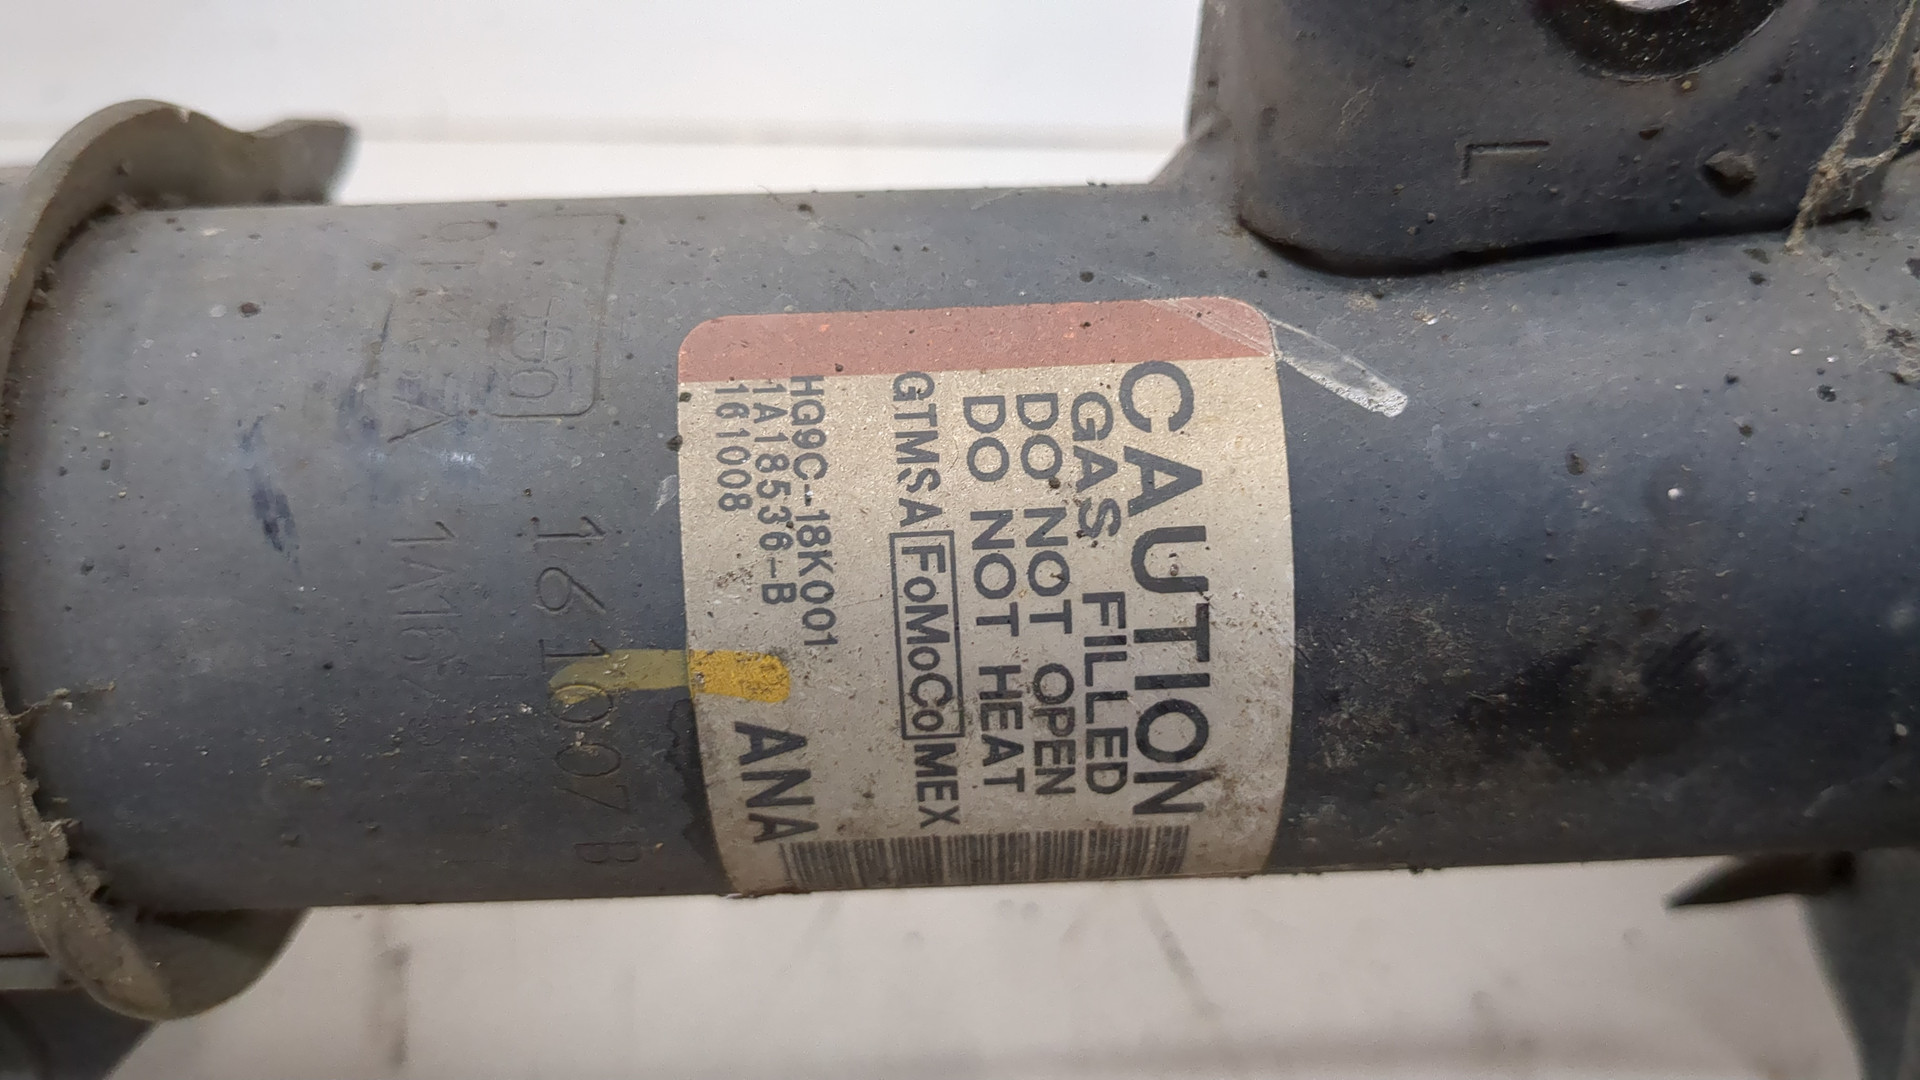 CAUTION
GAS FILLED
DO NOT OPEN
DO NOT HEAT
GTMSA FoMoCo MEX
HG9C-18K001
1A18536-B
161008
ANA
161007B
L